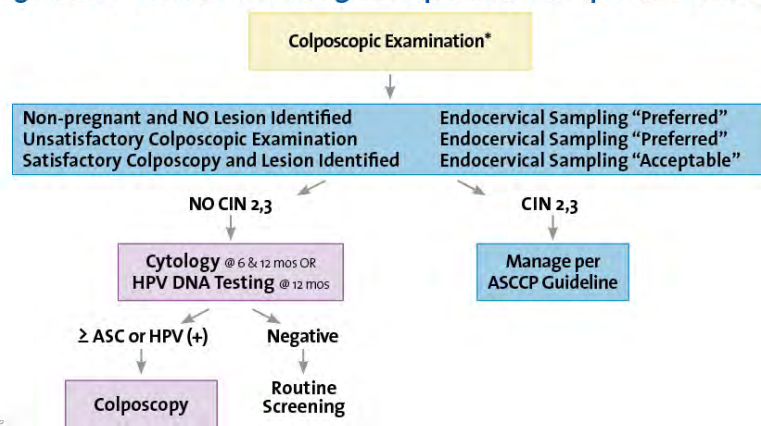 Colposcopic Examination*
Non-pregnant and NO Lesion Identified Endocervical Sampling “Preferred”
Unsatisfactory Colposcopic Examination Endocervical Sampling “Preferred”
Satisfactory Colposcopy and Lesion Identified Endocervical Sampling “Acceptable”
NO CIN 2,3 CIN 2,3
Cytology @ 6 & 12 mos OR
HPV DNA Testing @ 12 mos
Manage per
ASCCP Guideline
≥ ASC or HPV (+) Negative
Colposcopy
Routine
Screening